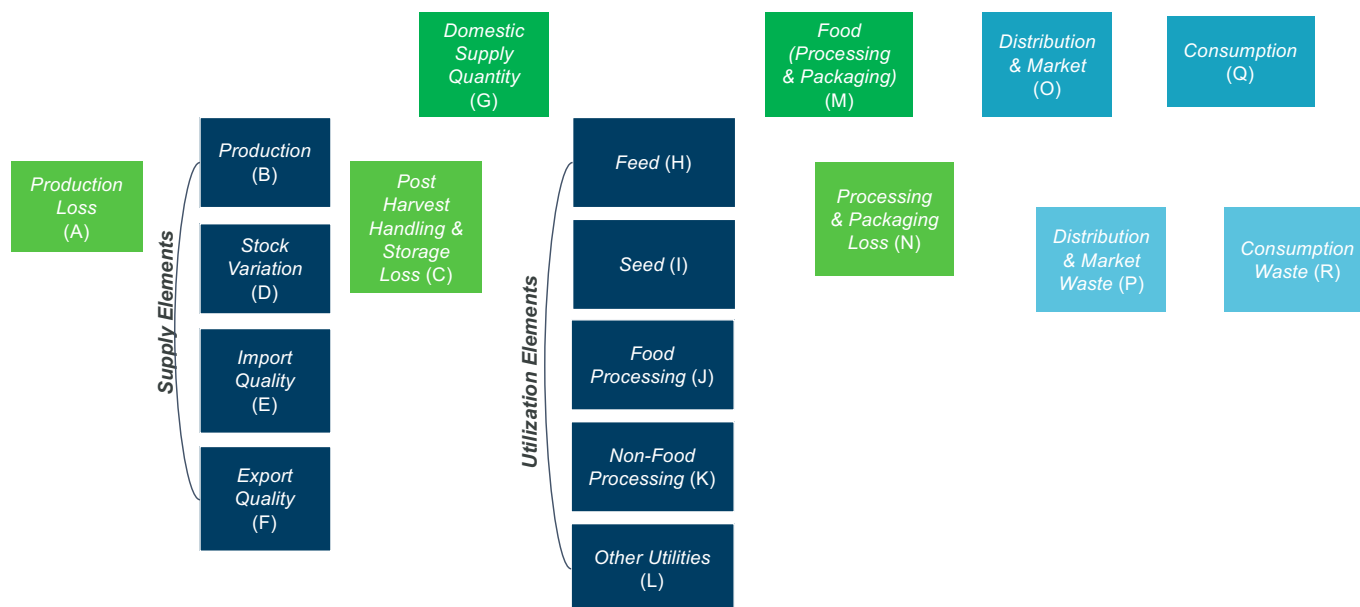 Domestic
Supply
Quantity
(G)
Food
(Processing
& Packaging)
(M)
Distribution
& Market
(O)
Consumption
(Q)
Production
Loss
(A)
Supply Elements
Production
(B)
Stock
Variation
(D)
Import
Quality
(E)
Export
Quality
(F)
Post
Harvest
Handling &
Storage
Loss (C)
Utilization Elements
Feed (H)
Seed (I)
Food
Processing (J)
Non-Food
Processing (K)
Other Utilities
(L)
Processing
& Packaging
Loss (N)
Distribution
& Market
Waste (P)
Consumption
Waste (R)